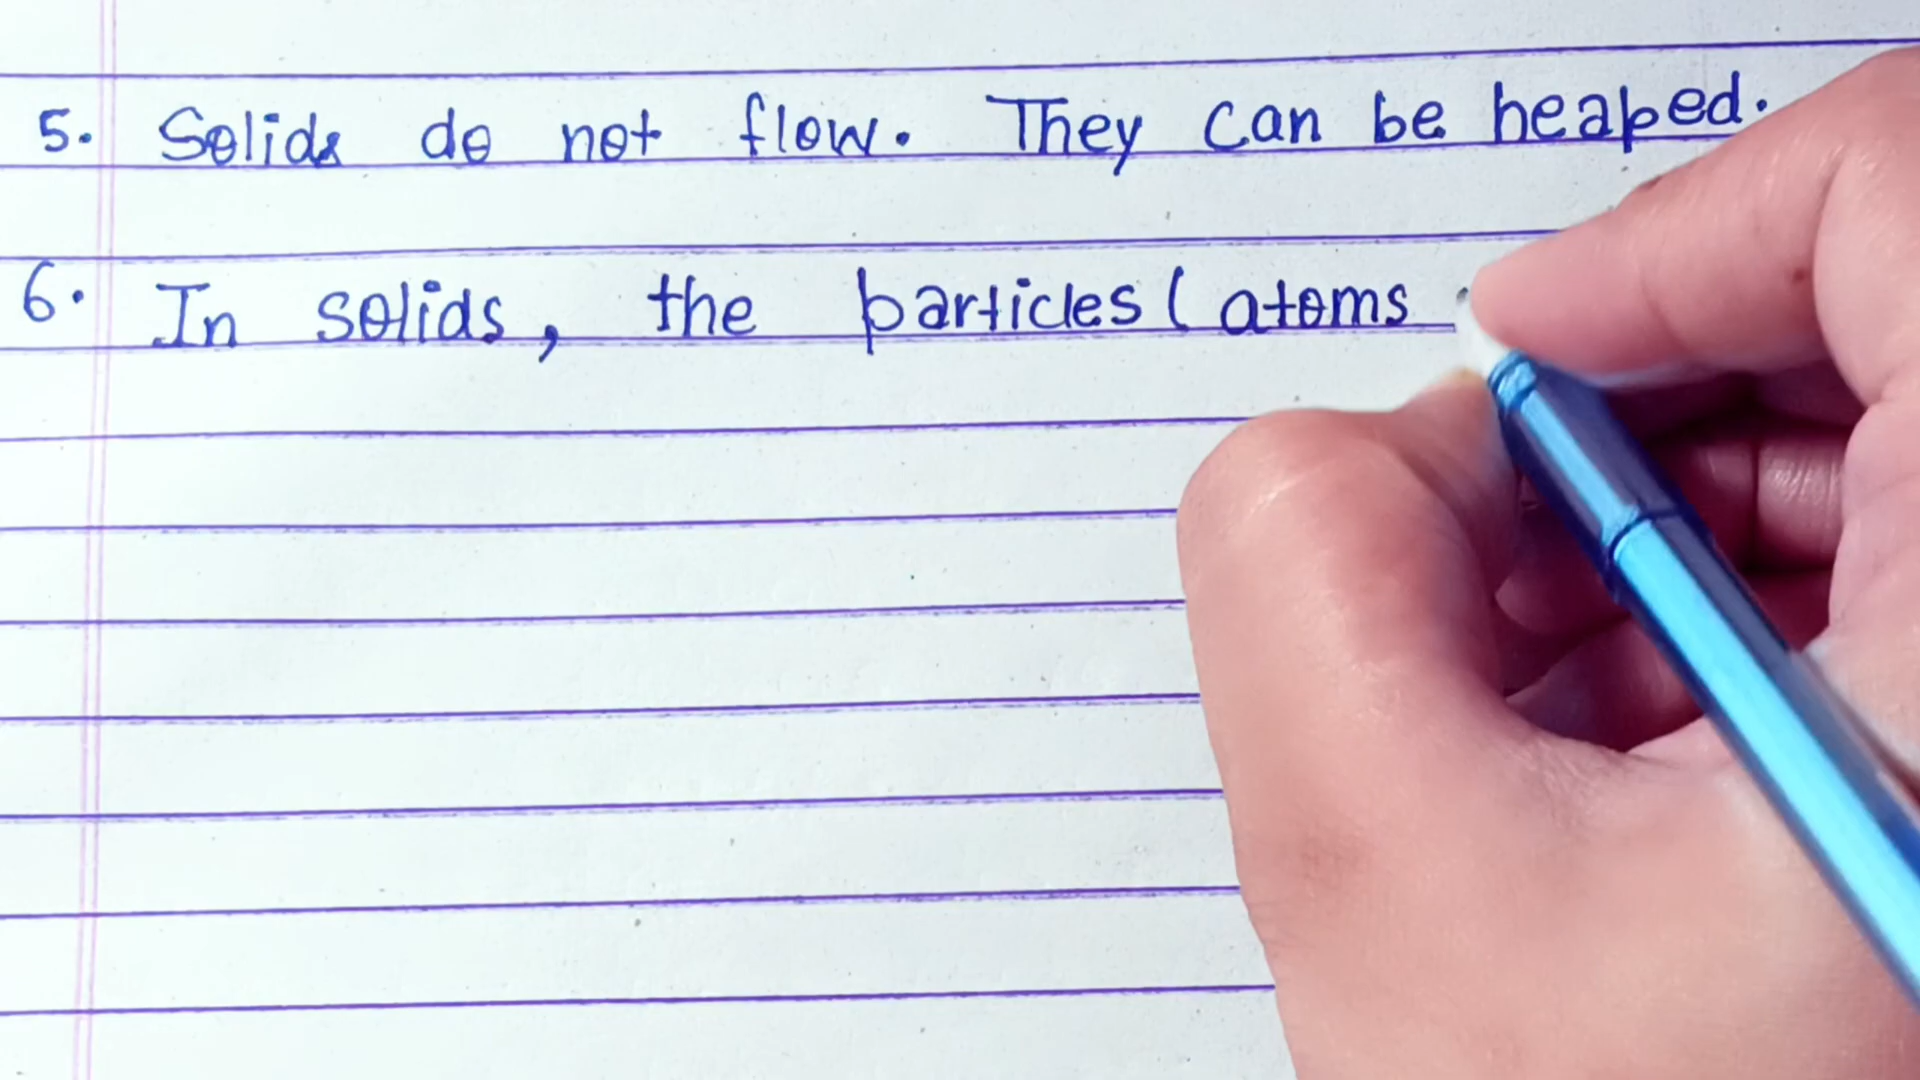 5. Solids do not flow. They can be heaped.
6. In solids, the particles ( atoms